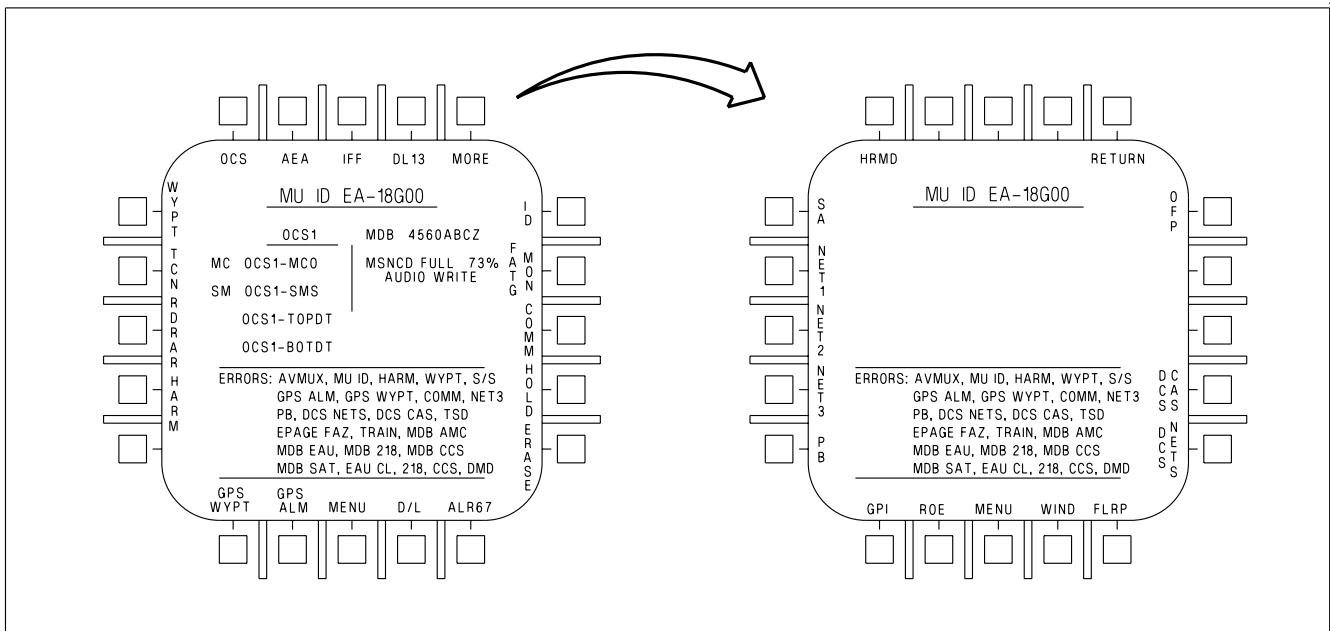 OCS AEA IFF DL13 MORE
WYPT
TCN
RDRAR
HARM
MU ID EA-18G00
OCS1 MDB 4560ABCZ
MC OCS1-MC0 MSNCD FULL 73%
AUDIO WRITE
SM OCS1-SMS
OCS1-TOPDT
OCS1-BOTDT
ID
MON
FATG
COMM
HOLD
ERASE
ERRORS: AVMUX, MU ID, HARM, WYPT, S/S
GPS ALM, GPS WYPT, COMM, NET3
PB, DCS NETS, DCS CAS, TSD
EPAGE FAZ, TRAIN, MDB AMC
MDB EAU, MDB 218, MDB CCS
MDB SAT, EAU CL, 218, CCS, DMD
GPS GPS
WYPT ALM MENU D/L ALR67
HRMD RETURN
SA
NET1
NET2
NET3
PB
MU ID EA-18G00
OFP
CAS
DCS
NETS
DCS
ERRORS: AVMUX, MU ID, HARM, WYPT, S/S
GPS ALM, GPS WYPT, COMM, NET3
PB, DCS NETS, DCS CAS, TSD
EPAGE FAZ, TRAIN, MDB AMC
MDB EAU, MDB 218, MDB CCS
MDB SAT, EAU CL, 218, CCS, DMD
GPI ROE MENU WIND FLRP